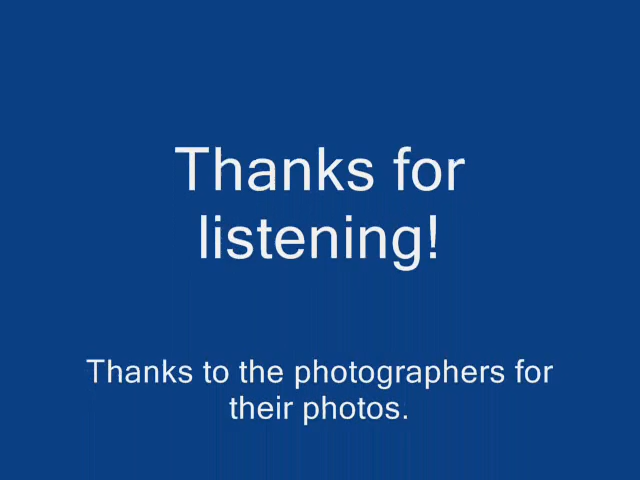 Thanks for
listening!
Thanks to the photographers for
their photos.